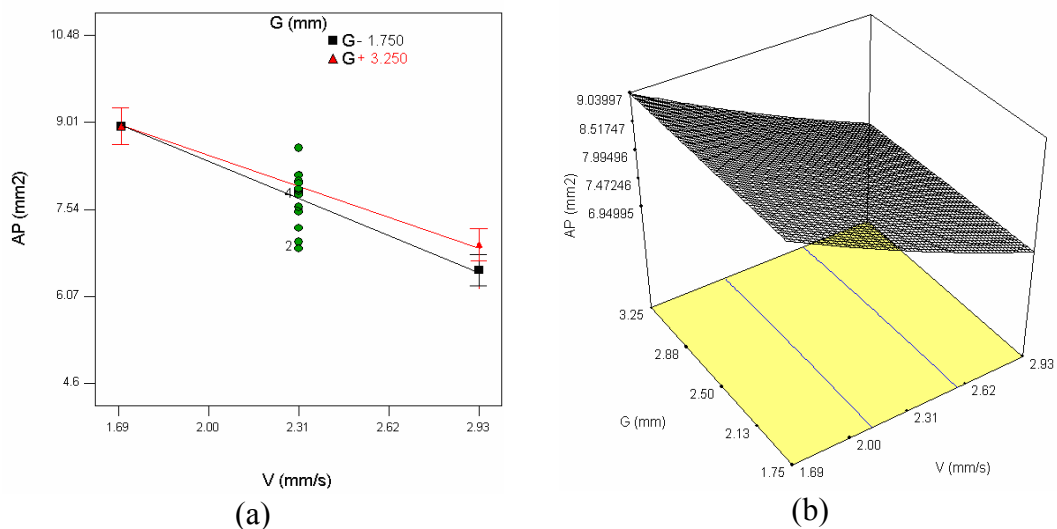 G (mm)
G- 1.750
G+ 3.250
10.48
9.01
7.54
6.07
4.6
AP (mm2)
4
2
1.69
2.00
2.31
2.62
2.93
V (mm/s)
(a)
9.03997
8.51747
7.99496
7.47246
6.94995
AP (mm2)
3.25
2.88
2.50
2.13
1.75
G (mm)
1.69
2.00
2.31
2.62
2.93
V (mm/s)
(b)